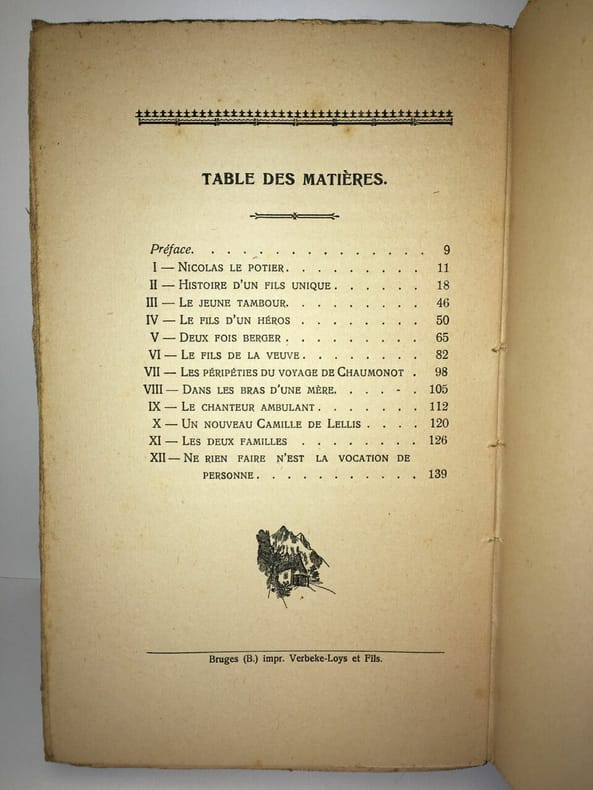 TABLE DES MATIÈRES.
Préface. . . . . . . . . . . . . . 9
I — NICOLAS LE POTIER. . . . . . . . . 11
II — HISTOIRE D'UN FILS UNIQUE . . . . . . 18
III — LE JEUNE TAMBOUR. . . . . . . . . 46
IV — LE FILS D'UN HÉROS . . . . . . . . 50
V — DEUX FOIS BERGER . . . . . . . . . 65
VI — LE FILS DE LA VEUVE . . . . . . . . 82
VII — LES PÉRIPÉTIES DU VOYAGE DE CHAUMONOT . 98
VIII — DANS LES BRAS D'UNE MÈRE. . . . - . 105
IX — LE CHANTEUR AMBULANT . . . . . . . 112
X — UN NOUVEAU CAMILLE DE LELLIS . . . . 120
XI — LES DEUX FAMILLES . . . . . . . . 126
XII — NE RIEN FAIRE N'EST LA VOCATION DE
PERSONNE . . . . . . . . . . 139
Bruges (B.) impr. Verbeke-Loys et Fils.